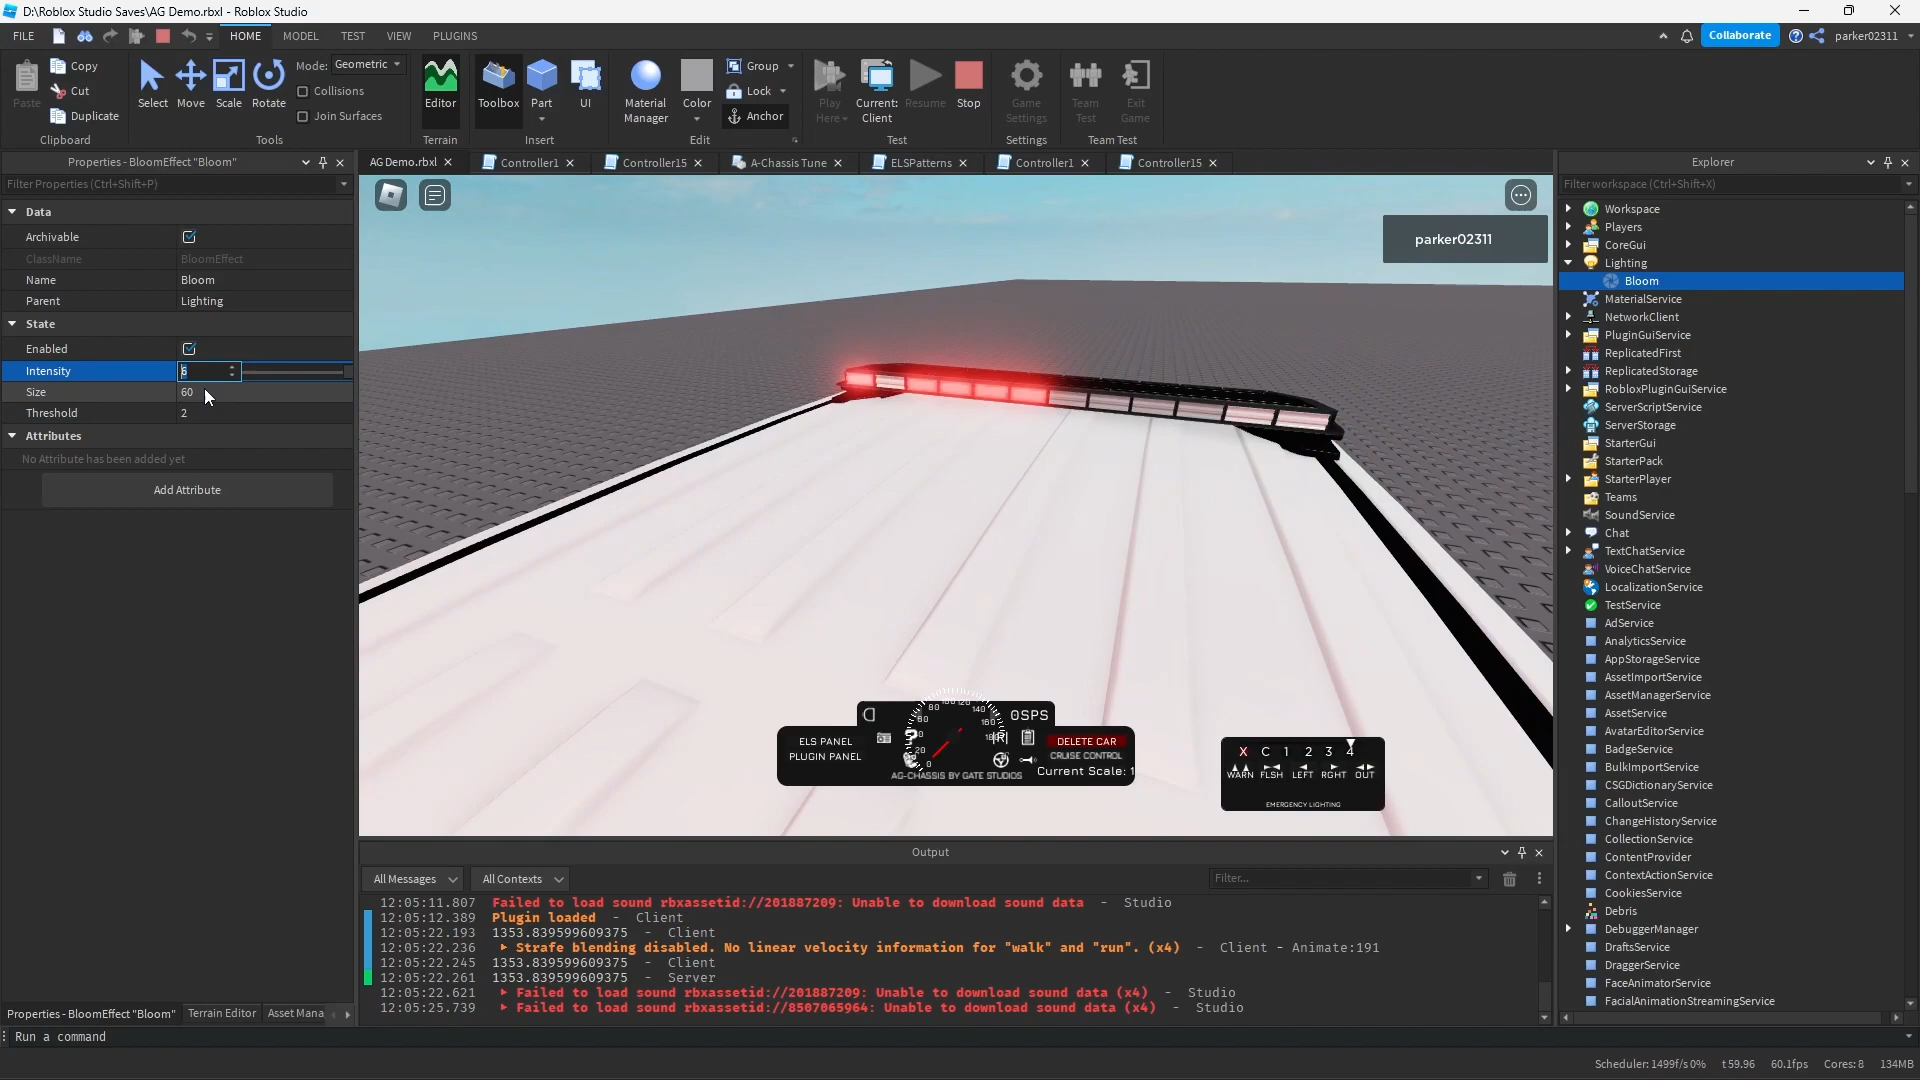 D:\Roblox Studio Saves\AG Demo.rbxl - Roblox Studio
FILE
HOME
MODEL
TEST
VIEW
PLUGINS
Collaborate
parker02311
Paste
Copy
Cut
Duplicate
Clipboard
Select
Move
Scale
Rotate
Mode: Geometric
Collisions
Join Surfaces
Tools
Editor
Terrain
Toolbox
Part
UI
Insert
Material Manager
Color
Group
Lock
Anchor
Edit
Play Here
Current: Client
Resume
Stop
Test
Game Settings
Settings
Team Test
Exit Game
Team Test
Properties - BloomEffect "Bloom"
Filter Properties (Ctrl+Shift+P)
Data
Archivable
ClassName BloomEffect
Name Bloom
Parent Lighting
State
Enabled
Intensity 6
Size 60
Threshold 2
Attributes
No Attribute has been added yet
Add Attribute
Properties - BloomEffect "Bloom"
Terrain Editor
Asset Mana
AG Demo.rbxl
Controller1
Controller15
A-Chassis Tune
ELSPatterns
Controller1
Controller15
parker02311
ELS PANEL
PLUGIN PANEL
0SPS
DELETE CAR
CRUISE CONTROL
Current Scale: 1
AG-CHASSIS BY GATE STUDIOS
X C 1 2 3 4
WARN FLSH LEFT RGHT OUT
EMERGENCY LIGHTING
Output
All Messages
All Contexts
Filter...
12:05:11.807 Failed to load sound rbxassetid://201887209: Unable to download sound data - Studio
12:05:12.389 Plugin loaded - Client
12:05:22.193 1353.839599609375 - Client
12:05:22.236 Strafe blending disabled. No linear velocity information for "walk" and "run". (x4) - Client - Animate:191
12:05:22.245 1353.839599609375 - Client
12:05:22.261 1353.839599609375 - Server
12:05:22.621 Failed to load sound rbxassetid://201887209: Unable to download sound data (x4) - Studio
12:05:25.739 Failed to load sound rbxassetid://8507065964: Unable to download sound data (x4) - Studio
Explorer
Filter workspace (Ctrl+Shift+X)
Workspace
Players
CoreGui
Lighting
Bloom
MaterialService
NetworkClient
PluginGuiService
ReplicatedFirst
ReplicatedStorage
RobloxPluginGuiService
ServerScriptService
ServerStorage
StarterGui
StarterPack
StarterPlayer
Teams
SoundService
Chat
TextChatService
VoiceChatService
LocalizationService
TestService
AdService
AnalyticsService
AppStorageService
AssetImportService
AssetManagerService
AssetService
AvatarEditorService
BadgeService
BulkImportService
CSGDictionaryService
CalloutService
ChangeHistoryService
CollectionService
ContentProvider
ContextActionService
CookiesService
Debris
DebuggerManager
DraftsService
DraggerService
FaceAnimatorService
FacialAnimationStreamingService
Run a command
Scheduler: 1499f/s 0%
t 59.96
60.1fps
Cores: 8
134MB